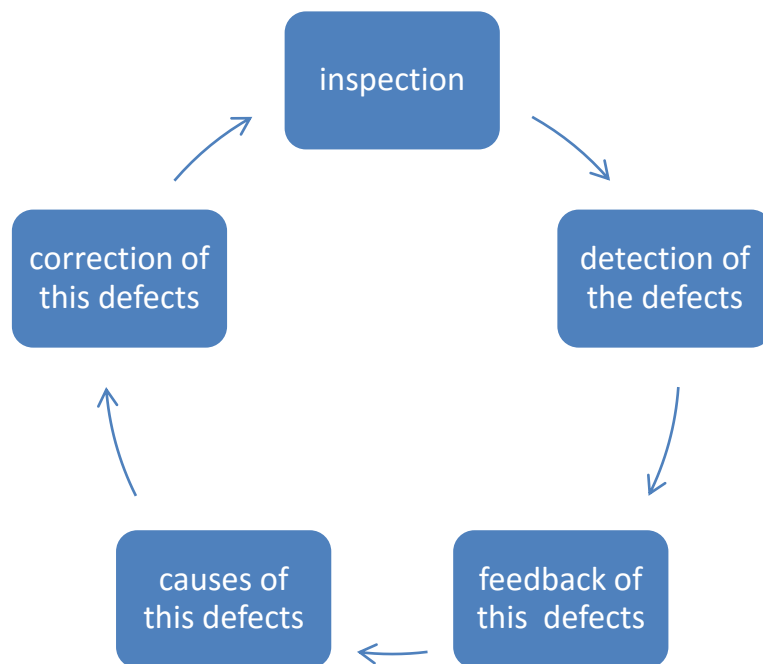 inspection
detection of
the defects
feedback of
this  defects
causes of
this defects
correction of
this defects